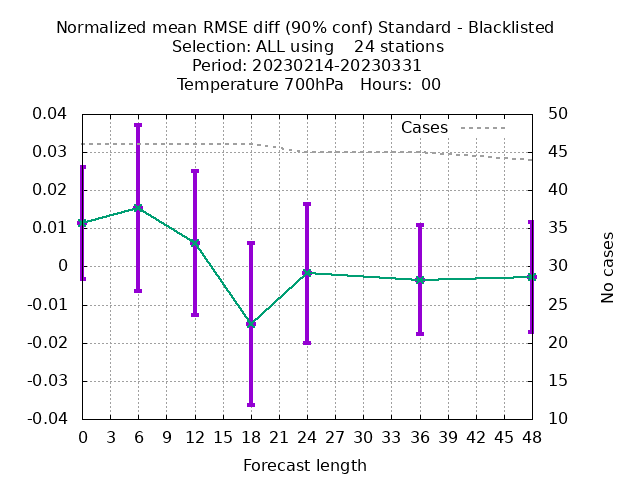 Normalized mean RMSE diff (90% conf) Standard - Blacklisted
Selection: ALL using    24 stations
Period: 20230214-20230331
Temperature 700hPa   Hours:  00
Cases
0.04
0.03
0.02
0.01
0
-0.01
-0.02
-0.03
-0.04
50
45
40
35
30
25
20
15
10
No cases
0 3 6 9 12 15 18 21 24 27 30 33 36 39 42 45 48
Forecast length